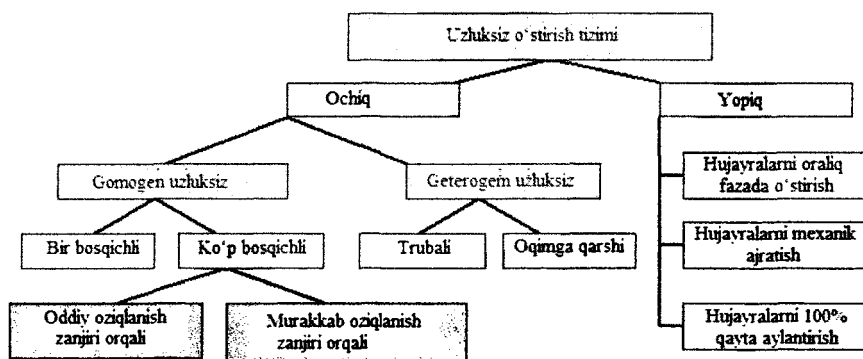 Uzluksiz o‘stirish tizimi
Ochiq
Yopiq
Gomogen uzluksiz
Geterogem uzluksiz
Hujayralarni oraliq
fazada o‘stirish
Bir bosqichli
Ko‘p bosqichli
Trubali
Oqimga qarshi
Hujayralarni mexanik
ajratish
Oddiy oziqlanish
zanjiri orqali
Murakkab oziqlanish
zanjiri orqali
Hujayralarni 100%
qayta aylantirish